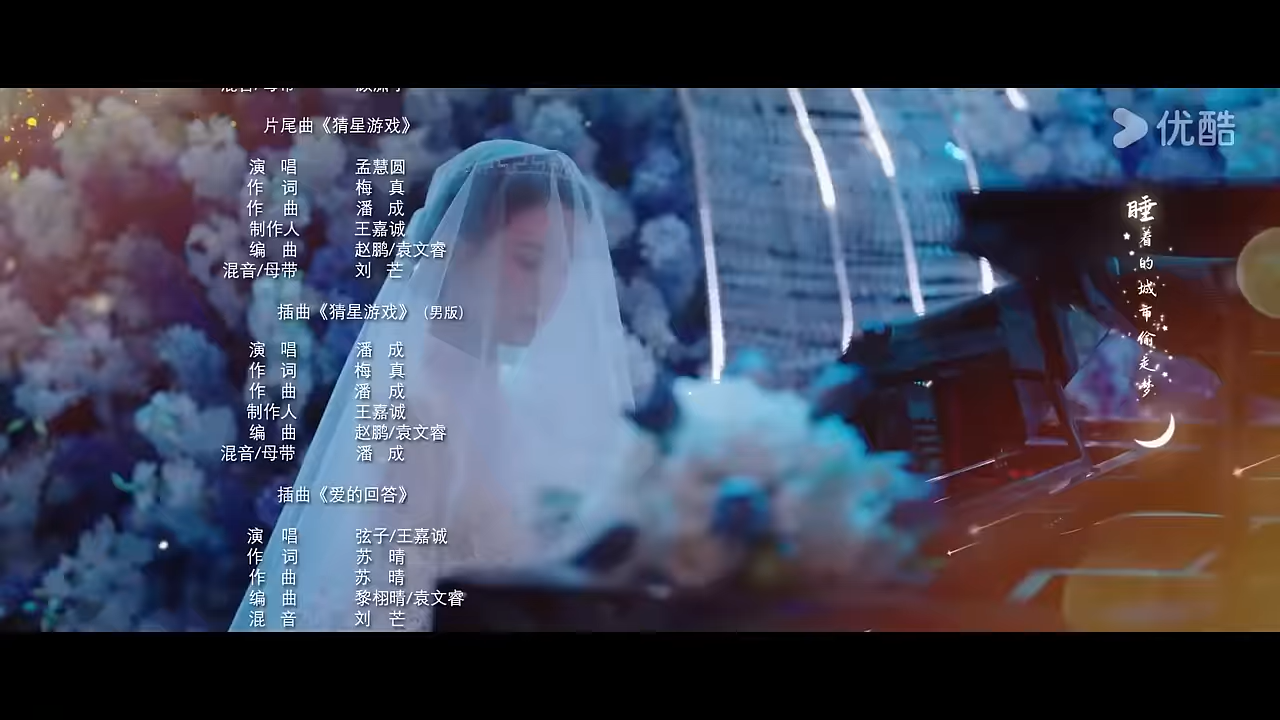 片尾曲《猜星游戏》
演 唱 孟慧圆
作 词 梅 真
作 曲 潘 成
制作人 王嘉诚
编 曲 赵鹏/袁文睿
混音/母带 刘 芒
插曲《猜星游戏》(男版)
演 唱 潘 成
作 词 梅 真
作 曲 潘 成
制作人 王嘉诚
编 曲 赵鹏/袁文睿
混音/母带 潘 成
插曲《爱的回答》
演 唱 弦子/王嘉诚
作 词 苏 晴
作 曲 苏 晴
编 曲 黎栩晴/袁文睿
混 音 刘 芒
优酷
睡着的城市偷走梦